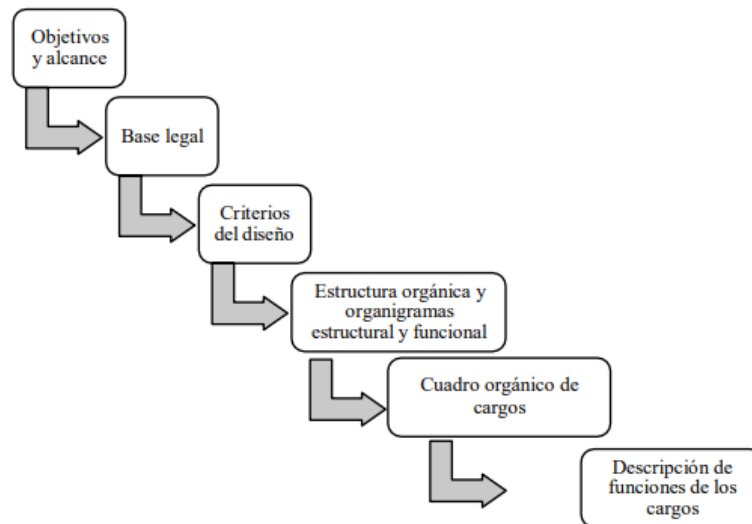 Objetivos
y alcance
Base legal
Criterios
del diseño
Estructura orgánica y
organigramas
estructural y funcional
Cuadro orgánico de
cargos
Descripción de
funciones de los
cargos